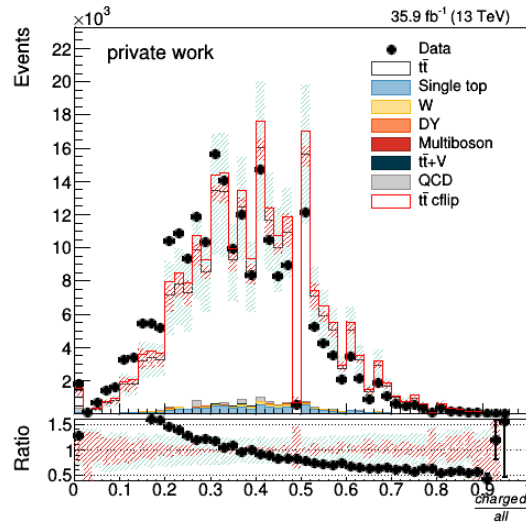 ×10³
35.9 fb⁻¹ (13 TeV)
Events
private work
22
20
18
16
14
12
10
8
6
4
2
Data
tt̄
Single top
W
DY
Multiboson
tt̄+V
QCD
tt̄ cflip
Ratio
1.5
1
0.5
0 0.1 0.2 0.3 0.4 0.5 0.6 0.7 0.8 0.9
charged
all